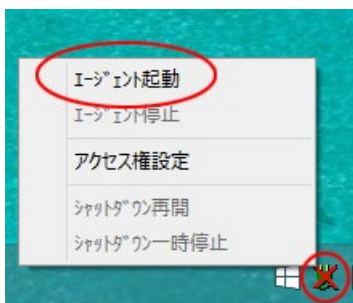 ｴｰｼﾞｪﾝﾄ起動
ｴｰｼﾞｪﾝﾄ停止
アクセス権設定
ｼｬｯﾄﾀﾞｳﾝ再開
ｼｬｯﾄﾀﾞｳﾝ一時停止